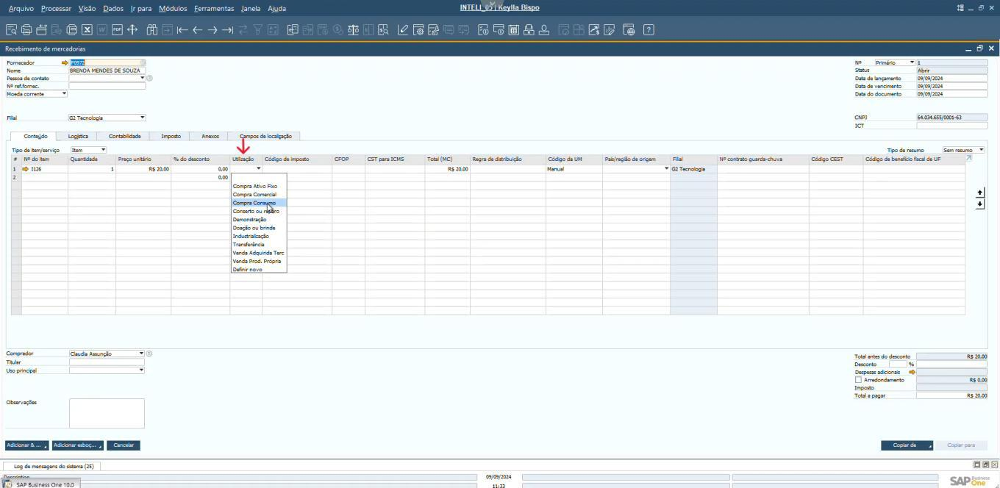 Arquivo Processar Visão Dados Ir para Módulos Ferramentas Janela Ajuda
INTELI_05 | Keylla Bispo
Recebimento de mercadorias
Fornecedor F0972
Nome BRENDA MENDES DE SOUZA
Pessoa de contato
Nº ref.fornec.
Moeda corrente
Filial G2 Tecnologia
Nº Primário 1
Status Abrir
Data de lançamento 09/09/2024
Data de vencimento 09/09/2024
Data do documento 09/09/2024
CNPJ 64.034.655/0001-63
ICT
Conteúdo Logística Contabilidade Imposto Anexos Campos de localização
Tipo de item/serviço Item Tipo de resumo Sem resumo
# Nº do item Quantidade Preço unitário % do desconto Utilização Código de imposto CFOP CST para ICMS Total (MC) Regra de distribuição Código da UM País/região de origem Filial Nº contrato guarda-chuva Código CEST Código de benefício fiscal de UF
1 I126 1 R$ 20,00 0,00 R$ 20,00 Manual G2 Tecnologia
2 0,00
Compra Ativo Fixo
Compra Comercial
Compra Consumo
Conserto ou reparo
Demonstração
Doação ou brinde
Industrialização
Transferência
Venda Adquirida Terc
Venda Prod. Própria
Definir novo
Comprador Claudia Assunção
Titular
Uso principal
Observações
Total antes do desconto R$ 20,00
Desconto %
Despesas adicionais
Arredondamento R$ 0,00
Imposto
Total a pagar R$ 20,00
Adicionar & ... Adicionar esboç... Cancelar Copiar de Copiar para
Log de mensagens do sistema (25)
Description 09/09/2024
SAP Business One 10.0 11:33
SAP Business One